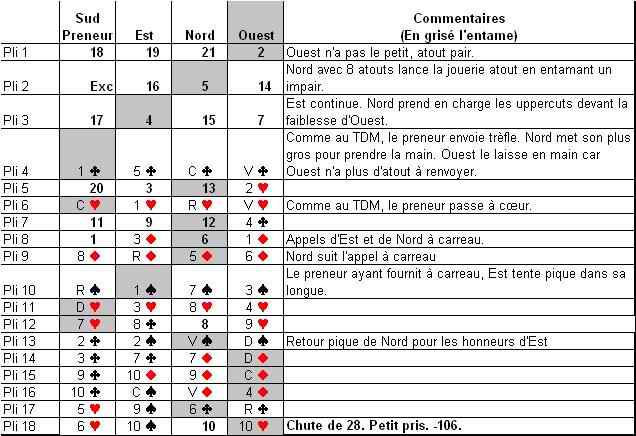 Sud Preneur Est Nord Ouest Commentaires (En grisé l'entame)
Pli 1 18 19 21 2 Ouest n'a pas le petit, atout pair.
Pli 2 Exc 16 5 14 Nord avec 8 atouts lance la jouerie atout en entamant un impair.
Pli 3 17 4 15 7 Est continue. Nord prend en charge les uppercuts devant la faiblesse d'Ouest.
Pli 4 1 ♣ 5 ♣ C ♣ V ♣ Comme au TDM, le preneur envoie trèfle. Nord met son plus gros pour prendre la main. Ouest le laisse en main car Ouest n'a plus d'atout à renvoyer.
Pli 5 20 3 13 2 ♥
Pli 6 C ♥ 1 ♥ R ♥ V ♥ Comme au TDM, le preneur passe à cœur.
Pli 7 11 9 12 4 ♣
Pli 8 1 3 ♦ 6 1 ♦ Appels d'Est et de Nord à carreau.
Pli 9 8 ♦ R ♦ 5 ♦ 6 ♦ Nord suit l'appel à carreau
Pli 10 R ♠ 1 ♠ 7 ♠ 3 ♠ Le preneur ayant fournit à carreau, Est tente pique dans sa longue.
Pli 11 D ♥ 3 ♥ 8 ♥ 4 ♥
Pli 12 7 ♥ 8 ♣ 8 9 ♥
Pli 13 2 ♣ 2 ♠ V ♠ D ♠ Retour pique de Nord pour les honneurs d'Est
Pli 14 3 ♣ 7 ♣ 7 ♦ D ♦
Pli 15 9 ♣ 10 ♦ 9 ♦ C ♦
Pli 16 10 ♣ C ♠ V ♦ 4 ♦
Pli 17 5 ♥ 9 ♠ 6 ♣ R ♣
Pli 18 6 ♥ 10 ♠ 10 10 ♥ Chute de 28. Petit pris. -106.